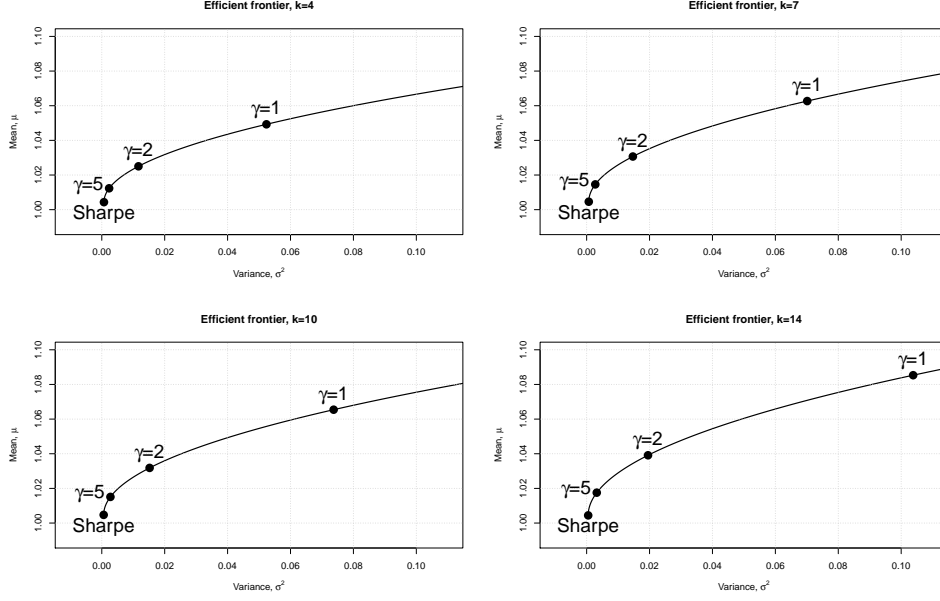 Efficient frontier, k=4
Mean, μ
1.00
1.02
1.04
1.06
1.08
1.10
γ=1
γ=2
γ=5
Sharpe
0.00 0.02 0.04 0.06 0.08 0.10
Variance, σ²
Efficient frontier, k=7
Mean, μ
1.00
1.02
1.04
1.06
1.08
1.10
γ=1
γ=2
γ=5
Sharpe
0.00 0.02 0.04 0.06 0.08 0.10
Variance, σ²
Efficient frontier, k=10
Mean, μ
1.00
1.02
1.04
1.06
1.08
1.10
γ=1
γ=2
γ=5
Sharpe
0.00 0.02 0.04 0.06 0.08 0.10
Variance, σ²
Efficient frontier, k=14
Mean, μ
1.00
1.02
1.04
1.06
1.08
1.10
γ=1
γ=2
γ=5
Sharpe
0.00 0.02 0.04 0.06 0.08 0.10
Variance, σ²